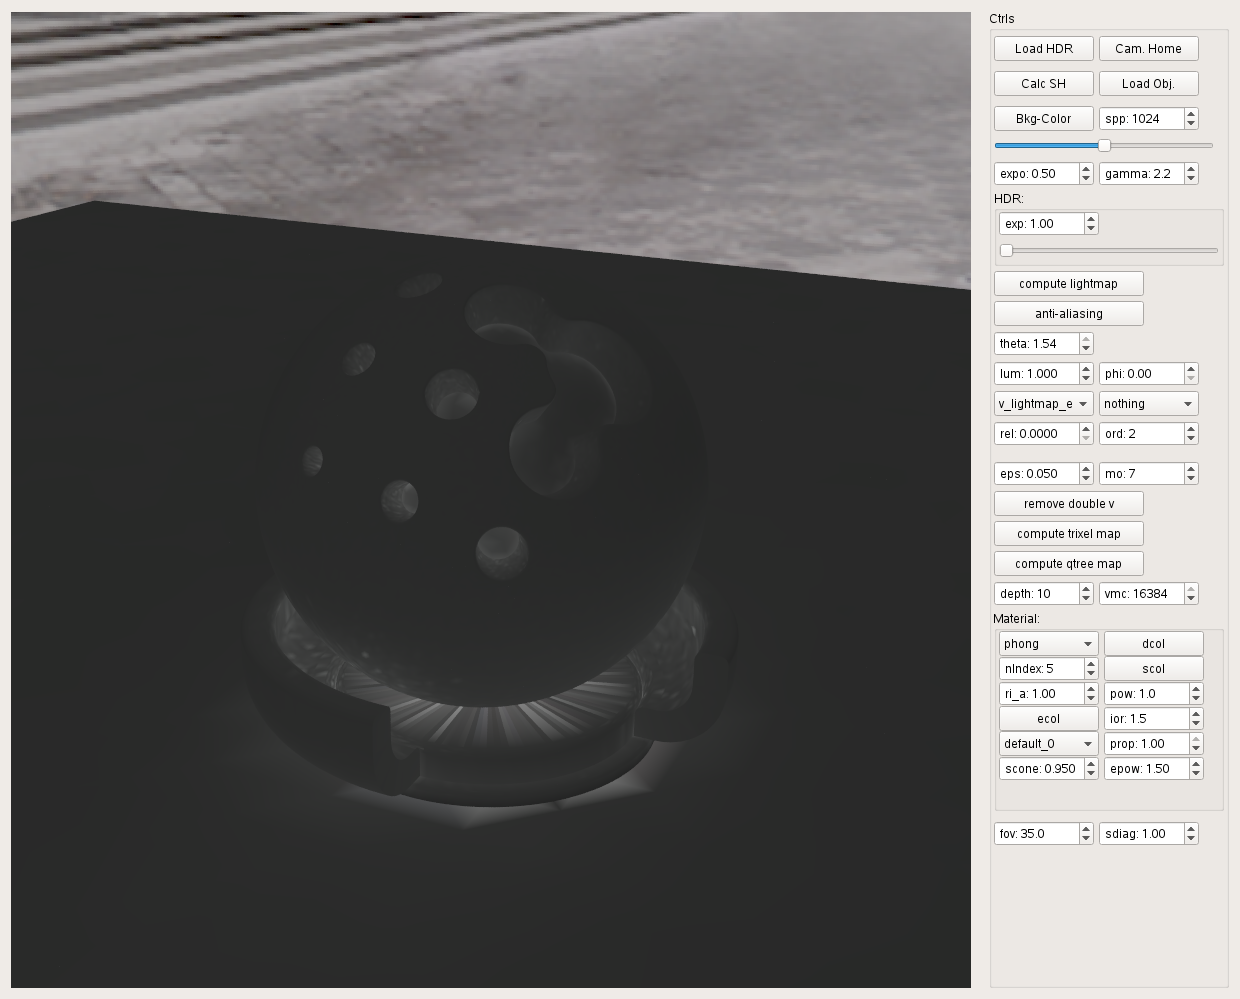 Ctrls
Load HDR Cam. Home
Calc SH Load Obj.
Bkg-Color spp: 1024
expo: 0.50 gamma: 2.2
HDR:
exp: 1.00
compute lightmap
anti-aliasing
theta: 1.54
lum: 1.000 phi: 0.00
v_lightmap_e nothing
rel: 0.0000 ord: 2
eps: 0.050 mo: 7
remove double v
compute trixel map
compute qtree map
depth: 10 vmc: 16384
Material:
phong dcol
nIndex: 5 scol
ri_a: 1.00 pow: 1.0
ecol ior: 1.5
default_0 prop: 1.00
scone: 0.950 epow: 1.50
fov: 35.0 sdiag: 1.00